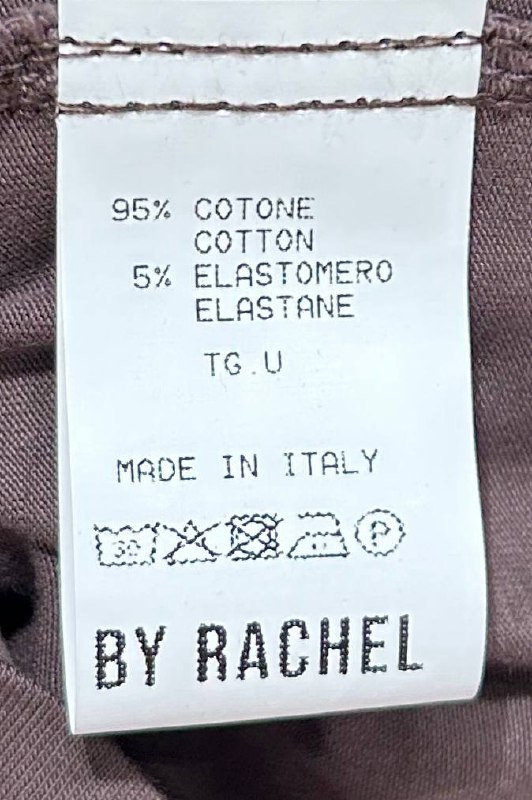 95% COTONE
COTTON
5% ELASTOMERO
ELASTANE
TG.U
MADE IN ITALY
30 P
BY RACHEL